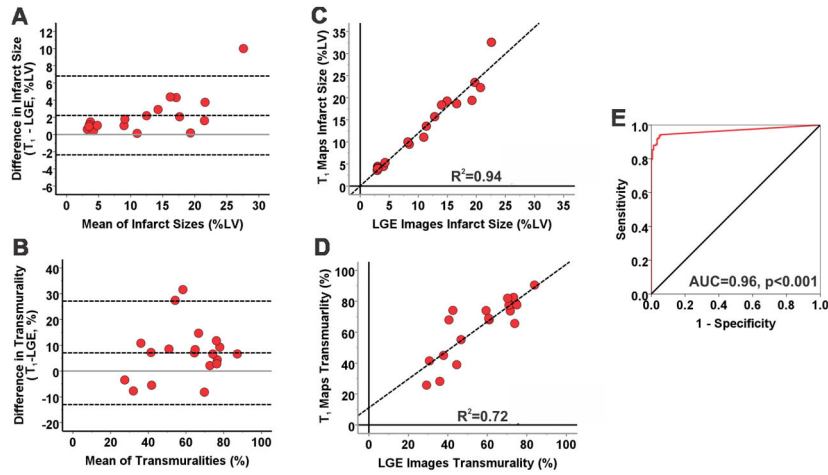 A
Difference in Infarct Size
(T₁ - LGE, %LV)
12
10
8
6
4
2
0
-2
-4
-6
0 5 10 15 20 25 30
Mean of Infarct Sizes (%LV)
B
Difference in Transmurality
(T₁-LGE, %)
40
30
20
10
0
-10
-20
0 20 40 60 80 100
Mean of Transmuralities (%)
C
T₁ Maps Infarct Size (%LV)
35
30
25
20
15
10
5
0
R²=0.94
0 5 10 15 20 25 30 35
LGE Images Infarct Size (%LV)
D
T₁ Maps Transmuarlity (%)
100
80
60
40
20
0
R²=0.72
0 20 40 60 80 100
LGE Images Transmurality (%)
E
Sensitivity
1.0
0.8
0.6
0.4
0.2
0.0
AUC=0.96, p<0.001
0.0 0.2 0.4 0.6 0.8 1.0
1 - Specificity